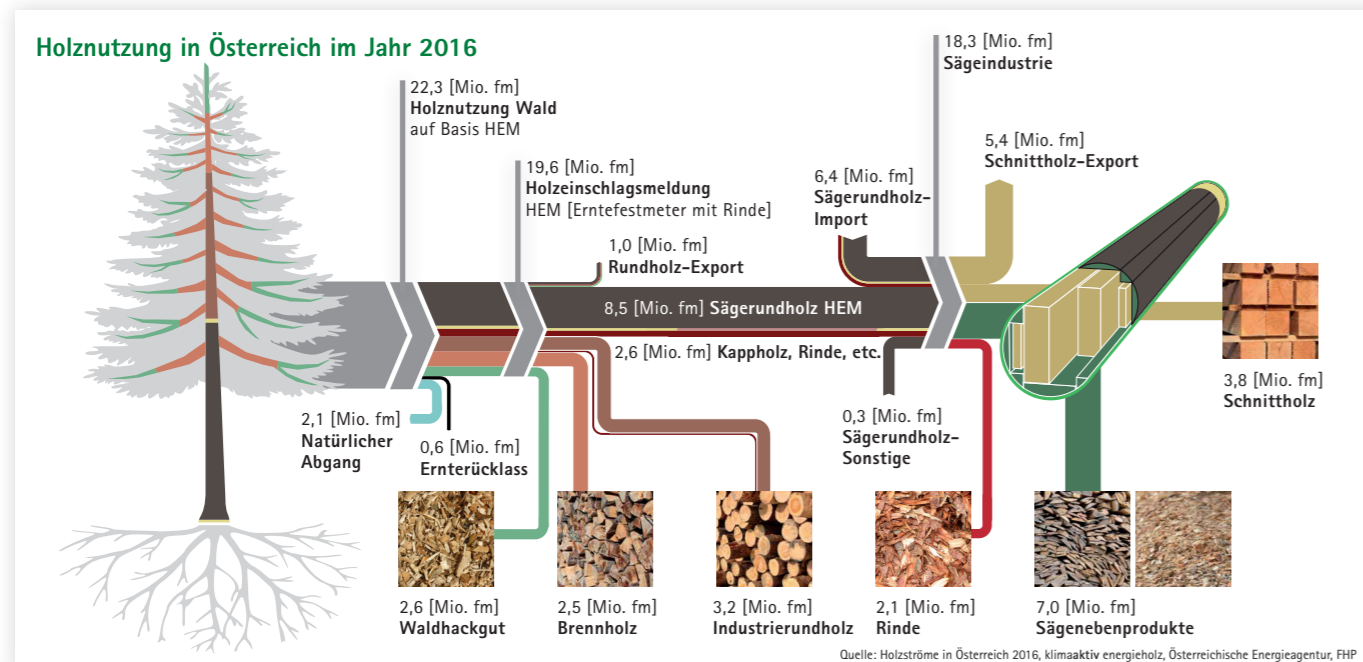 Holznutzung in Österreich im Jahr 2016
22,3 [Mio. fm]
Holznutzung Wald
auf Basis HEM
19,6 [Mio. fm]
Holzeinschlagsmeldung
HEM [Erntefestmeter mit Rinde]
1,0 [Mio. fm]
Rundholz-Export
6,4 [Mio. fm]
Sägerundholz-
Import
18,3 [Mio. fm]
Sägeindustrie
5,4 [Mio. fm]
Schnittholz-Export
8,5 [Mio. fm] Sägerundholz HEM
2,6 [Mio. fm] Kappholz, Rinde, etc.
3,8 [Mio. fm]
Schnittholz
2,1 [Mio. fm]
Natürlicher
Abgang
0,6 [Mio. fm]
Ernterücklass
0,3 [Mio. fm]
Sägerundholz-
Sonstige
2,6 [Mio. fm]
Waldhackgut
2,5 [Mio. fm]
Brennholz
3,2 [Mio. fm]
Industrierundholz
2,1 [Mio. fm]
Rinde
7,0 [Mio. fm]
Sägenebenprodukte
Quelle: Holzströme in Österreich 2016, klimaaktiv energieholz, Österreichische Energieagentur, FHP